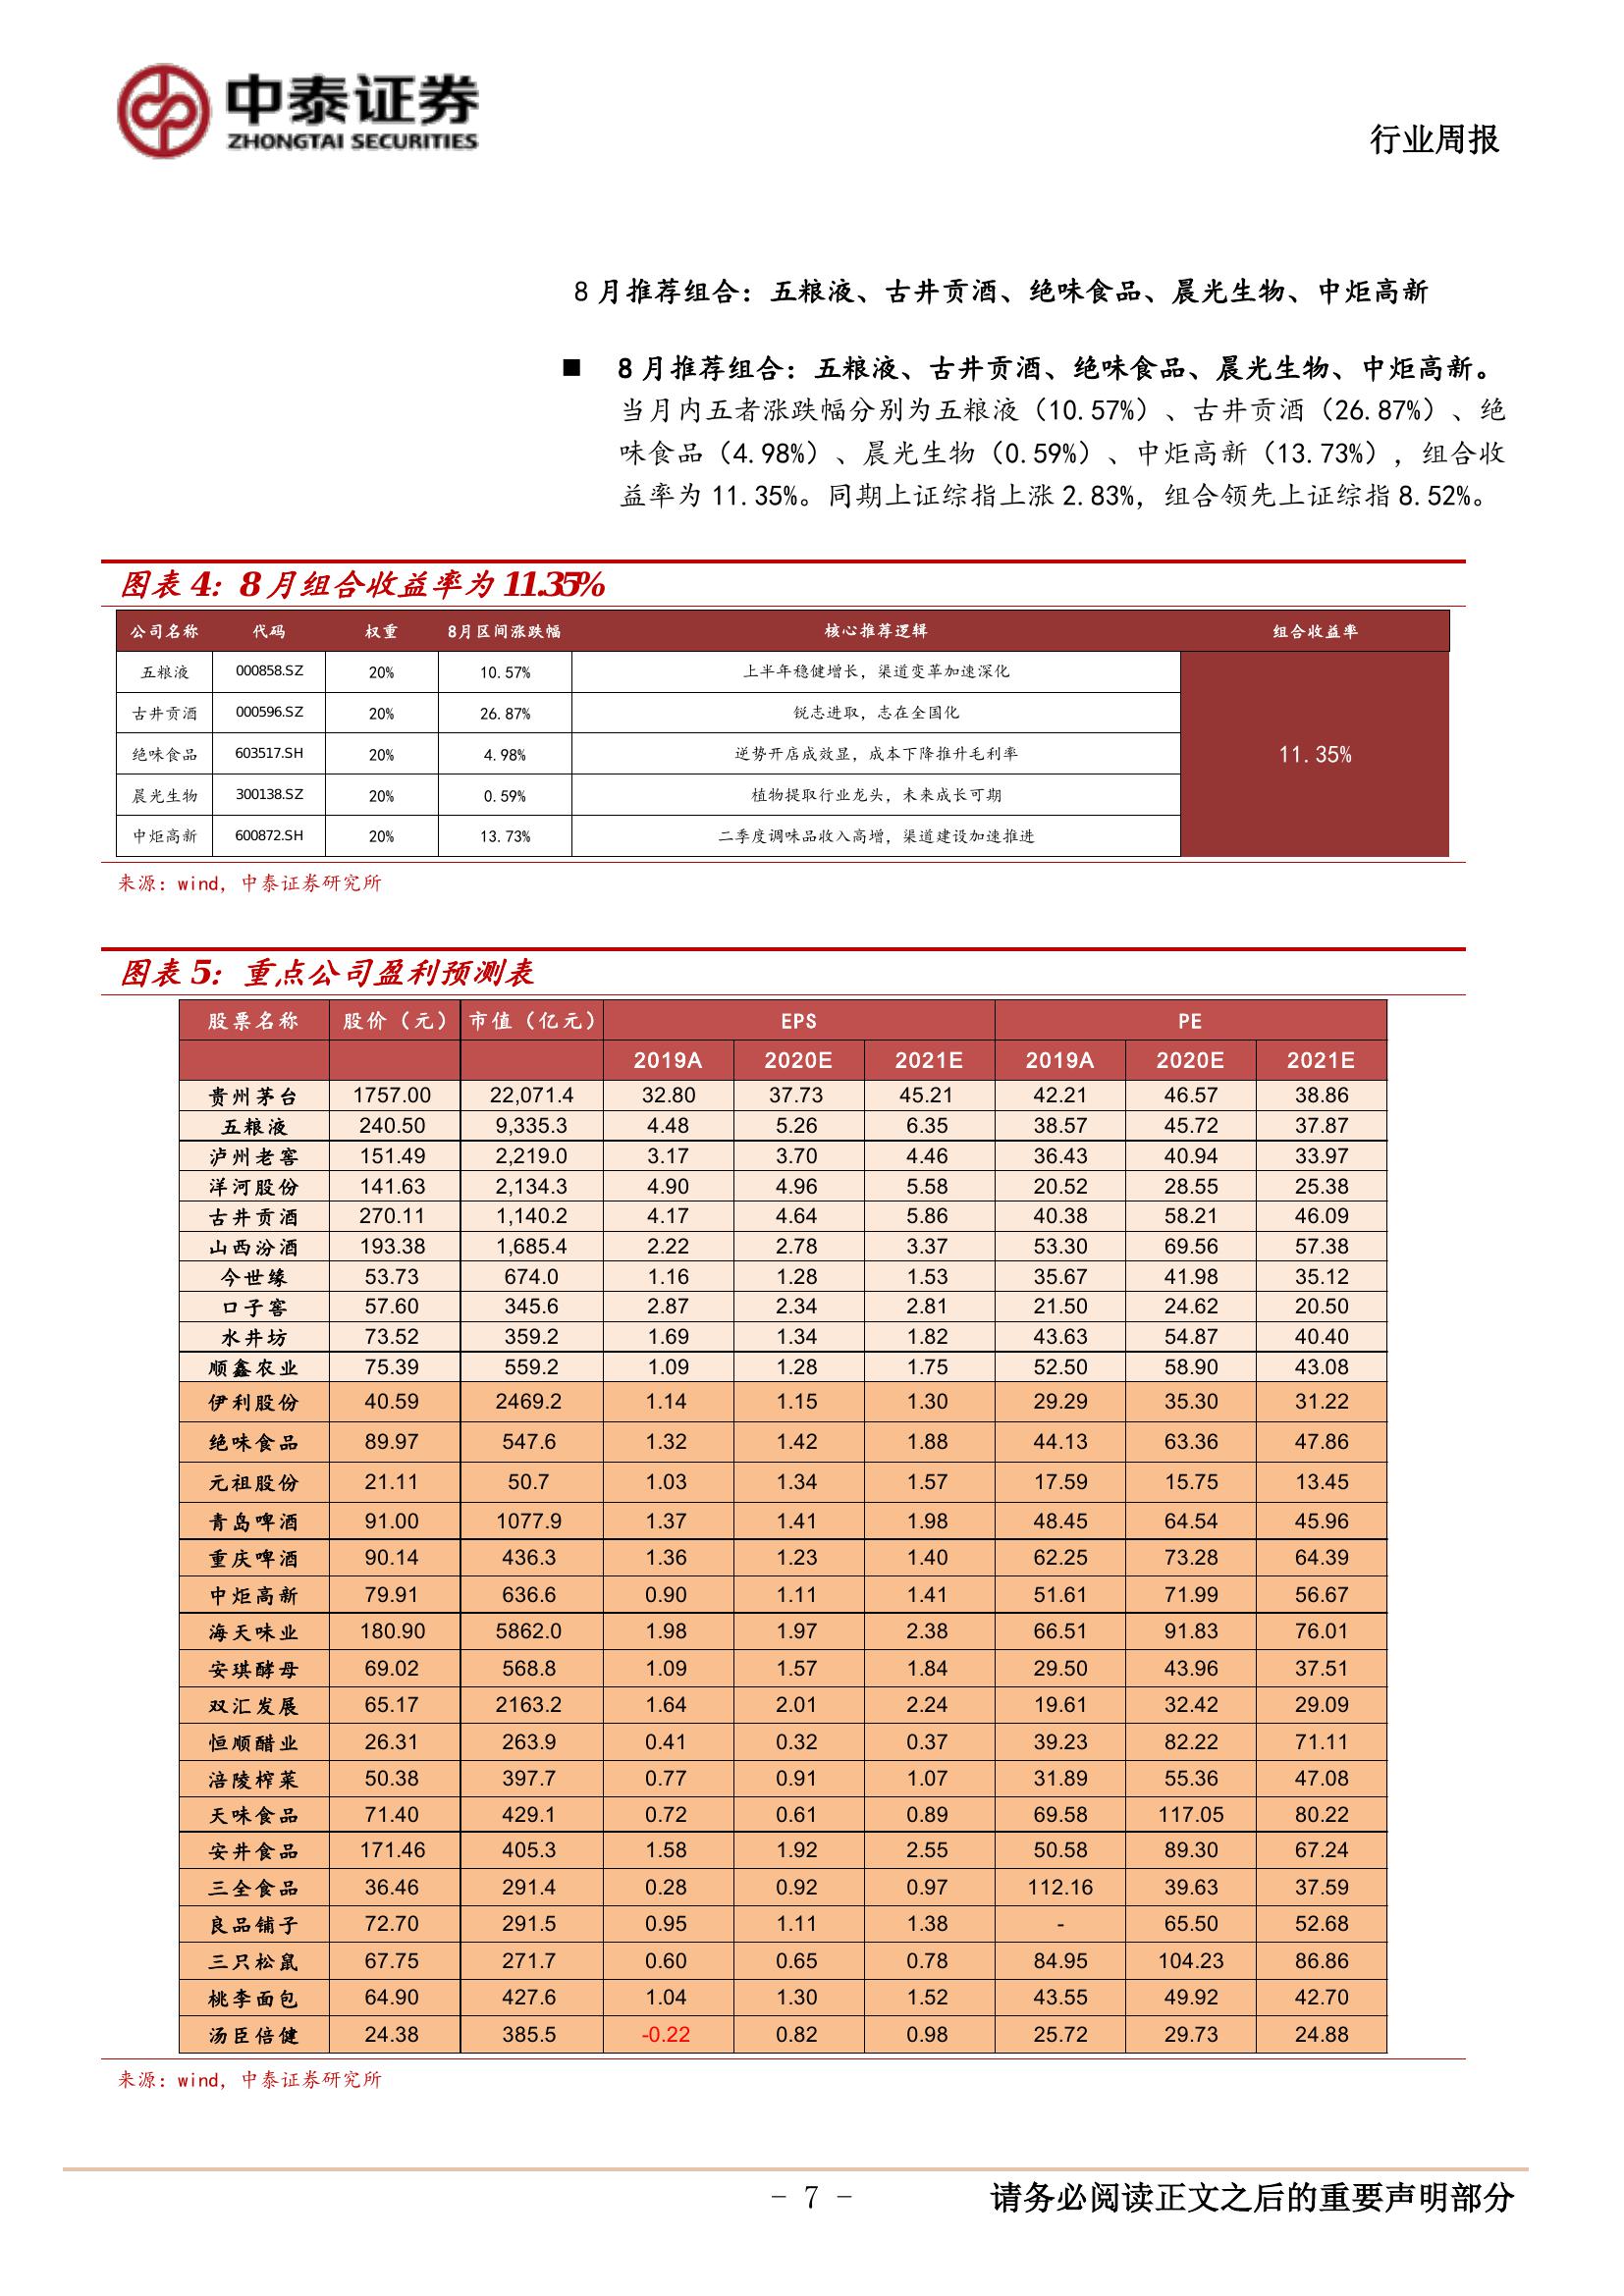 中泰证券
ZHONGTAI SECURITIES
行业周报
8 月推荐组合：五粮液、古井贡酒、绝味食品、晨光生物、中炬高新
■ 8 月推荐组合：五粮液、古井贡酒、绝味食品、晨光生物、中炬高新。
当月内五者涨跌幅分别为五粮液（10.57%）、古井贡酒（26.87%）、绝
味食品（4.98%）、晨光生物（0.59%）、中炬高新（13.73%），组合收
益率为 11.35%。同期上证综指上涨 2.83%，组合领先上证综指 8.52%。
图表 4：8 月组合收益率为 11.35%
公司名称 代码 权重 8月区间涨跌幅 核心推荐逻辑 组合收益率
五粮液 000858.SZ 20% 10.57% 上半年稳健增长，渠道变革加速深化
古井贡酒 000596.SZ 20% 26.87% 锐志进取，志在全国化
绝味食品 603517.SH 20% 4.98% 逆势开店成效显，成本下降推升毛利率 11.35%
晨光生物 300138.SZ 20% 0.59% 植物提取行业龙头，未来成长可期
中炬高新 600872.SH 20% 13.73% 二季度调味品收入高增，渠道建设加速推进
来源：wind，中泰证券研究所
图表 5：重点公司盈利预测表
股票名称 股价（元） 市值（亿元） EPS PE
2019A 2020E 2021E 2019A 2020E 2021E
贵州茅台 1757.00 22,071.4 32.80 37.73 45.21 42.21 46.57 38.86
五粮液 240.50 9,335.3 4.48 5.26 6.35 38.57 45.72 37.87
泸州老窖 151.49 2,219.0 3.17 3.70 4.46 36.43 40.94 33.97
洋河股份 141.63 2,134.3 4.90 4.96 5.58 20.52 28.55 25.38
古井贡酒 270.11 1,140.2 4.17 4.64 5.86 40.38 58.21 46.09
山西汾酒 193.38 1,685.4 2.22 2.78 3.37 53.30 69.56 57.38
今世缘 53.73 674.0 1.16 1.28 1.53 35.67 41.98 35.12
口子窖 57.60 345.6 2.87 2.34 2.81 21.50 24.62 20.50
水井坊 73.52 359.2 1.69 1.34 1.82 43.63 54.87 40.40
顺鑫农业 75.39 559.2 1.09 1.28 1.75 52.50 58.90 43.08
伊利股份 40.59 2469.2 1.14 1.15 1.30 29.29 35.30 31.22
绝味食品 89.97 547.6 1.32 1.42 1.88 44.13 63.36 47.86
元祖股份 21.11 50.7 1.03 1.34 1.57 17.59 15.75 13.45
青岛啤酒 91.00 1077.9 1.37 1.41 1.98 48.45 64.54 45.96
重庆啤酒 90.14 436.3 1.36 1.23 1.40 62.25 73.28 64.39
中炬高新 79.91 636.6 0.90 1.11 1.41 51.61 71.99 56.67
海天味业 180.90 5862.0 1.98 1.97 2.38 66.51 91.83 76.01
安琪酵母 69.02 568.8 1.09 1.57 1.84 29.50 43.96 37.51
双汇发展 65.17 2163.2 1.64 2.01 2.24 19.61 32.42 29.09
恒顺醋业 26.31 263.9 0.41 0.32 0.37 39.23 82.22 71.11
涪陵榨菜 50.38 397.7 0.77 0.91 1.07 31.89 55.36 47.08
天味食品 71.40 429.1 0.72 0.61 0.89 69.58 117.05 80.22
安井食品 171.46 405.3 1.58 1.92 2.55 50.58 89.30 67.24
三全食品 36.46 291.4 0.28 0.92 0.97 112.16 39.63 37.59
良品铺子 72.70 291.5 0.95 1.11 1.38 - 65.50 52.68
三只松鼠 67.75 271.7 0.60 0.65 0.78 84.95 104.23 86.86
桃李面包 64.90 427.6 1.04 1.30 1.52 43.55 49.92 42.70
汤臣倍健 24.38 385.5 -0.22 0.82 0.98 25.72 29.73 24.88
来源：wind，中泰证券研究所
- 7 - 请务必阅读正文之后的重要声明部分